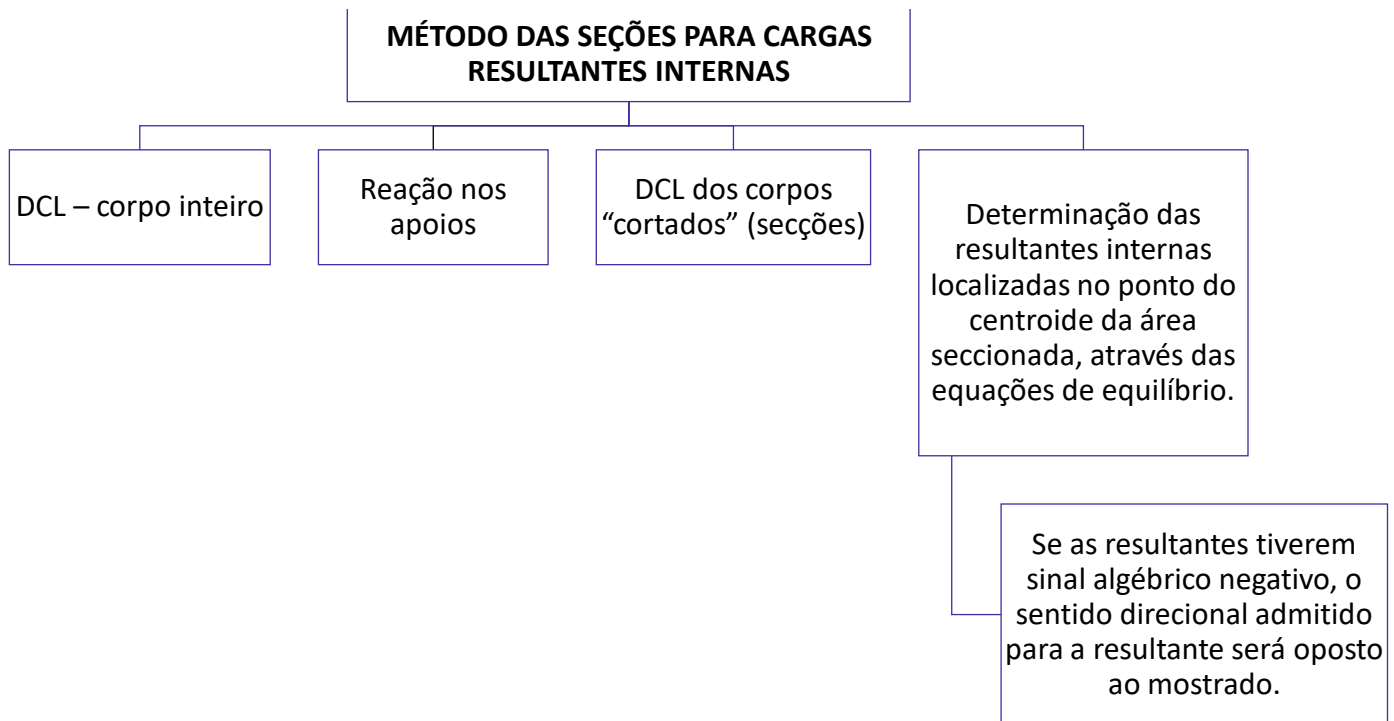 MÉTODO DAS SEÇÕES PARA CARGAS
RESULTANTES INTERNAS
DCL – corpo inteiro
Reação nos
apoios
DCL dos corpos
“cortados” (secções)
Determinação das
resultantes internas
localizadas no ponto do
centroide da área
seccionada, através das
equações de equilíbrio.
Se as resultantes tiverem
sinal algébrico negativo, o
sentido direcional admitido
para a resultante será oposto
ao mostrado.